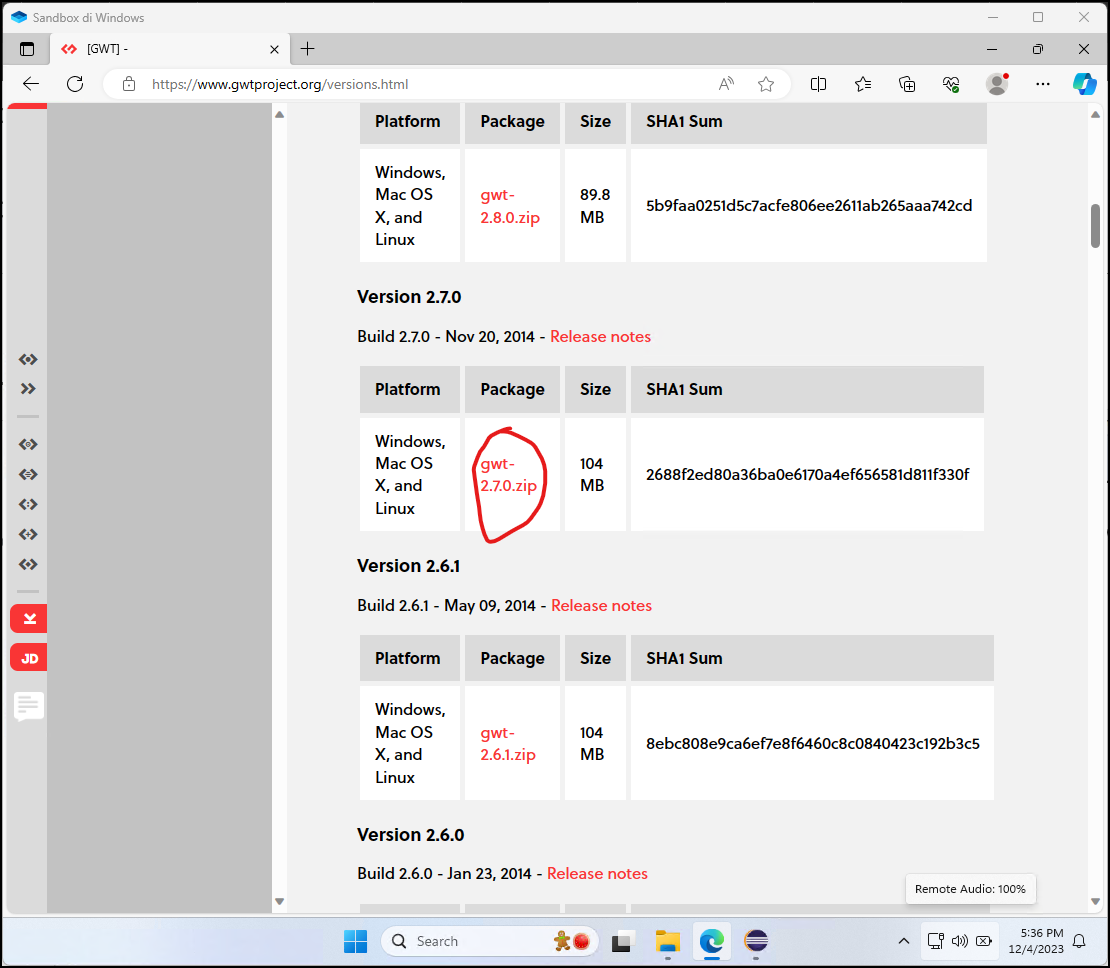 Sandbox di Windows
[GWT] -
https://www.gwtproject.org/versions.html
Platform Package Size SHA1 Sum
Windows,
Mac OS
X, and
Linux
gwt-
2.8.0.zip
89.8
MB
5b9faa0251d5c7acfe806ee2611ab265aaa742cd
Version 2.7.0
Build 2.7.0 - Nov 20, 2014 - Release notes
Platform Package Size SHA1 Sum
Windows,
Mac OS
X, and
Linux
gwt-
2.7.0.zip
104
MB
2688f2ed80a36ba0e6170a4ef656581d811f330f
Version 2.6.1
Build 2.6.1 - May 09, 2014 - Release notes
Platform Package Size SHA1 Sum
Windows,
Mac OS
X, and
Linux
gwt-
2.6.1.zip
104
MB
8ebc808e9ca6ef7e8f6460c8c0840423c192b3c5
Version 2.6.0
Build 2.6.0 - Jan 23, 2014 - Release notes
JD
Remote Audio: 100%
Search
5:36 PM
12/4/2023